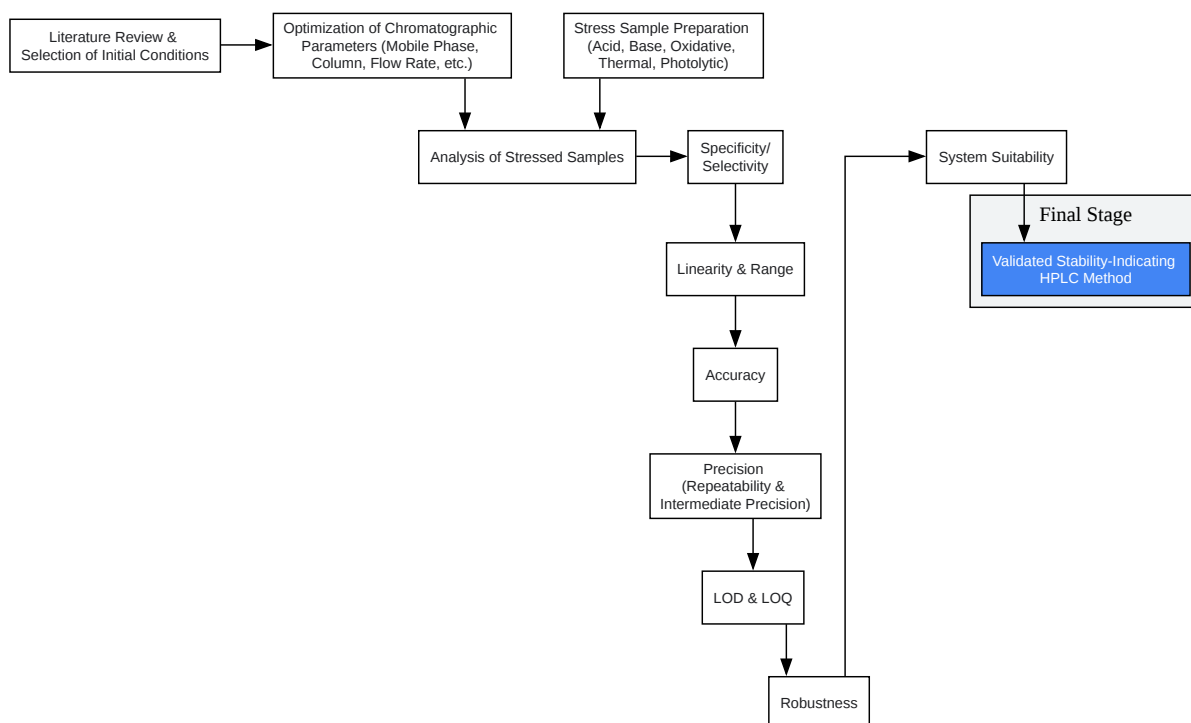 Literature Review &
Selection of Initial Conditions
Optimization of Chromatographic
Parameters (Mobile Phase,
Column, Flow Rate, etc.)
Stress Sample Preparation
(Acid, Base, Oxidative,
Thermal, Photolytic)
Analysis of Stressed Samples
Specificity/
Selectivity
Linearity & Range
Accuracy
Precision
(Repeatability &
Intermediate Precision)
LOD & LOQ
Robustness
System Suitability
Final Stage
Validated Stability-Indicating
HPLC Method